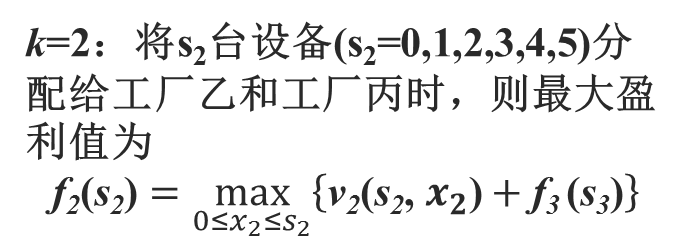 k=2：将s₂台设备(s₂=0,1,2,3,4,5)分
配给工厂乙和工厂丙时，则最大盈
利值为
f₂(s₂) = max {v₂(s₂, x₂)+f₃(s₃)}
0≤x₂≤s₂